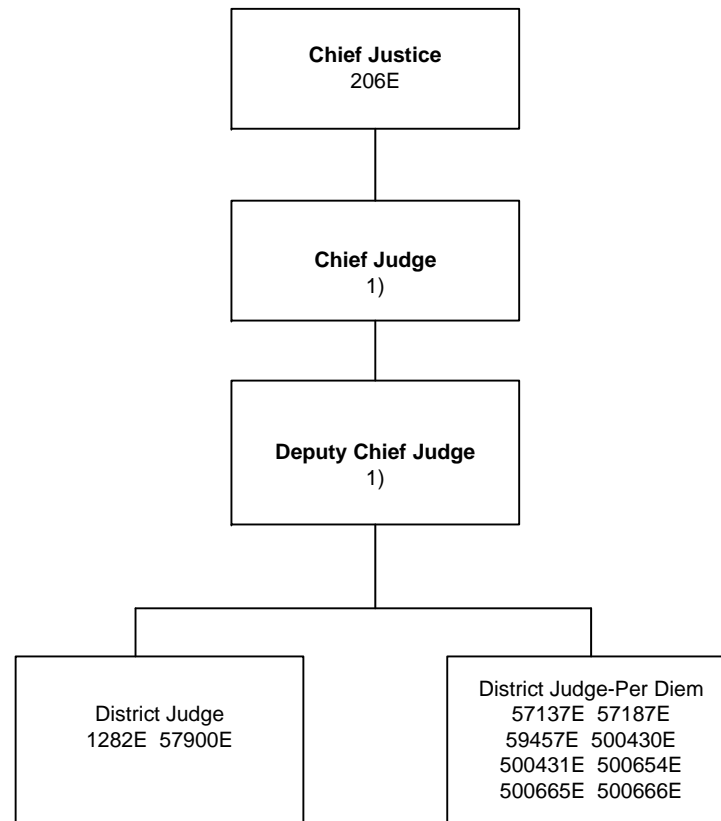 Chief Justice
206E
Chief Judge
1)
Deputy Chief Judge
1)
District Judge
1282E 57900E
District Judge-Per Diem
57137E 57187E
59457E 500430E
500431E 500654E
500665E 500666E